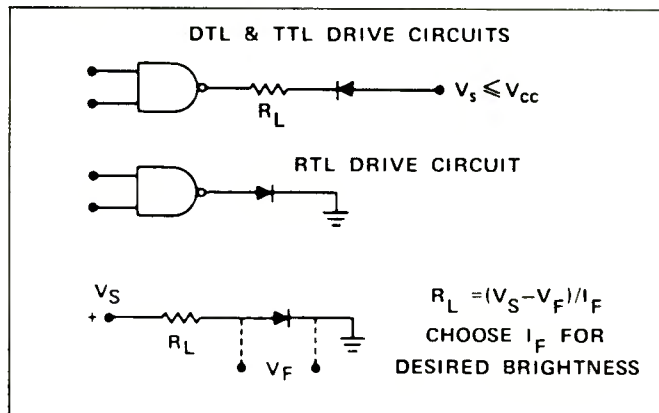 DTL & TTL DRIVE CIRCUITS
R_L
V_s ≤ V_cc
RTL DRIVE CIRCUIT
V_S
+
R_L
V_F
R_L = (V_S–V_F)/I_F
CHOOSE I_F FOR
DESIRED BRIGHTNESS